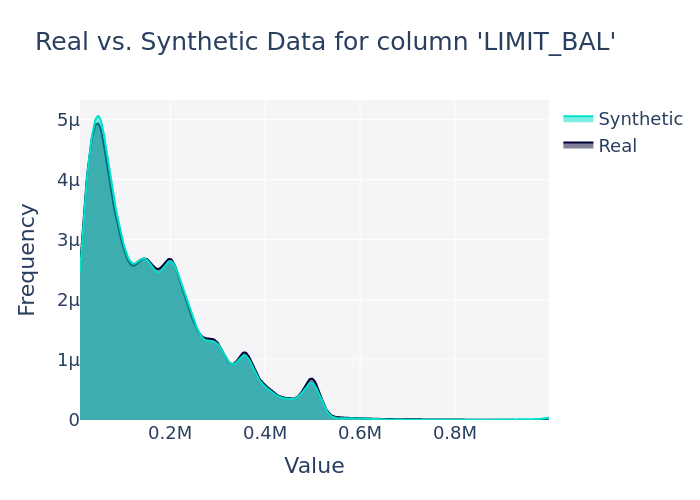 Real vs. Synthetic Data for column 'LIMIT_BAL'
Synthetic
Real
5μ
4μ
3μ
2μ
1μ
0
Frequency
0.2M
0.4M
0.6M
0.8M
Value